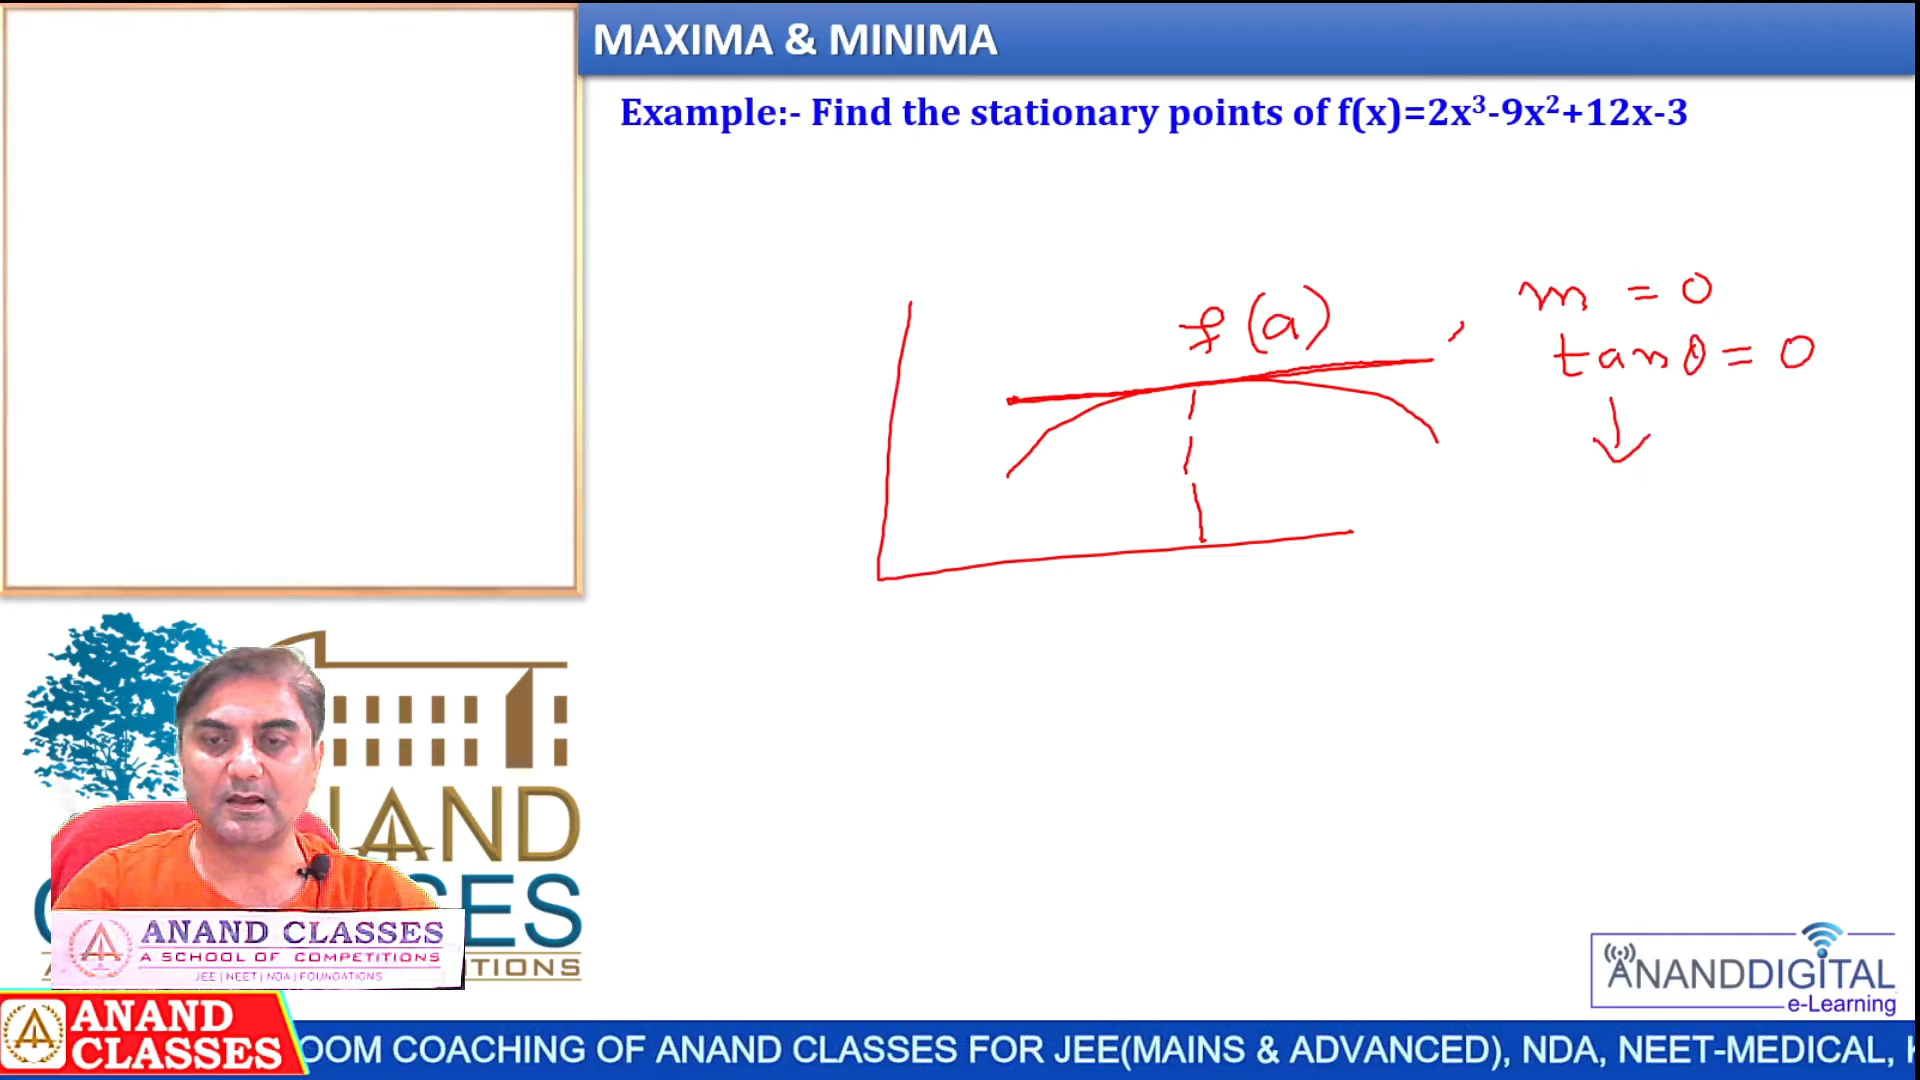 MAXIMA & MINIMA
Example:- Find the stationary points of f(x)=2x³-9x²+12x-3
m = 0
f(a)
tanθ = 0
AND
SES
TIONS
ANAND CLASSES
A SCHOOL OF COMPETITIONS
JEE | NEET | NDA | FOUNDATIONS
ANANDDIGITAL
e-Learning
ANAND
CLASSES
OOM COACHING OF ANAND CLASSES FOR JEE(MAINS & ADVANCED), NDA, NEET-MEDICAL,